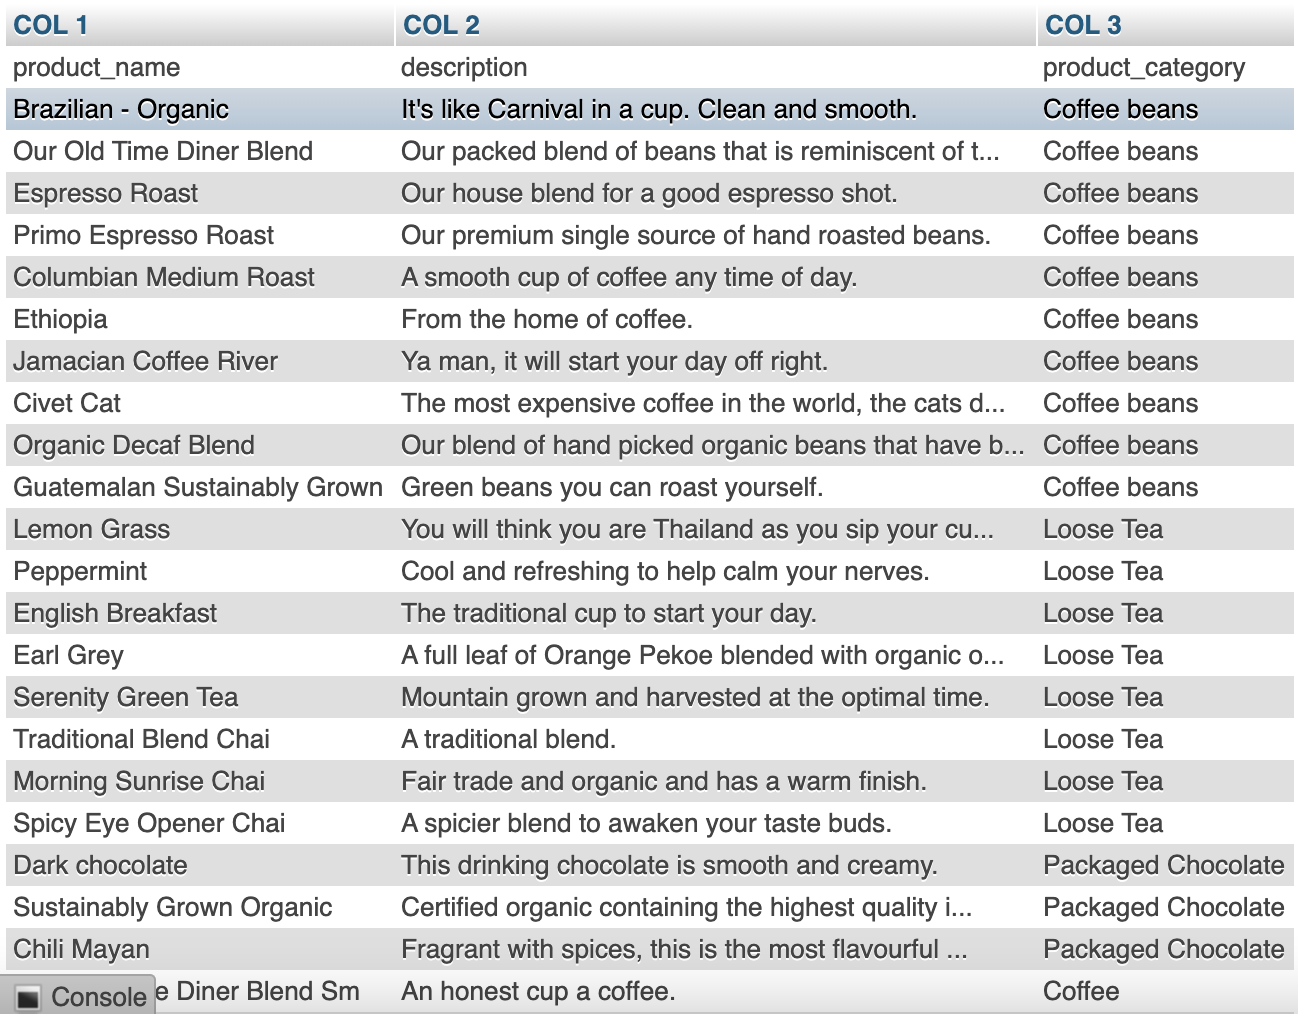 COL 1 COL 2 COL 3
product_name description product_category
Brazilian - Organic It's like Carnival in a cup. Clean and smooth. Coffee beans
Our Old Time Diner Blend Our packed blend of beans that is reminiscent of t... Coffee beans
Espresso Roast Our house blend for a good espresso shot. Coffee beans
Primo Espresso Roast Our premium single source of hand roasted beans. Coffee beans
Columbian Medium Roast A smooth cup of coffee any time of day. Coffee beans
Ethiopia From the home of coffee. Coffee beans
Jamacian Coffee River Ya man, it will start your day off right. Coffee beans
Civet Cat The most expensive coffee in the world, the cats d... Coffee beans
Organic Decaf Blend Our blend of hand picked organic beans that have b... Coffee beans
Guatemalan Sustainably Grown Green beans you can roast yourself. Coffee beans
Lemon Grass You will think you are Thailand as you sip your cu... Loose Tea
Peppermint Cool and refreshing to help calm your nerves. Loose Tea
English Breakfast The traditional cup to start your day. Loose Tea
Earl Grey A full leaf of Orange Pekoe blended with organic o... Loose Tea
Serenity Green Tea Mountain grown and harvested at the optimal time. Loose Tea
Traditional Blend Chai A traditional blend. Loose Tea
Morning Sunrise Chai Fair trade and organic and has a warm finish. Loose Tea
Spicy Eye Opener Chai A spicier blend to awaken your taste buds. Loose Tea
Dark chocolate This drinking chocolate is smooth and creamy. Packaged Chocolate
Sustainably Grown Organic Certified organic containing the highest quality i... Packaged Chocolate
Chili Mayan Fragrant with spices, this is the most flavourful ... Packaged Chocolate
Console e Diner Blend Sm An honest cup a coffee. Coffee